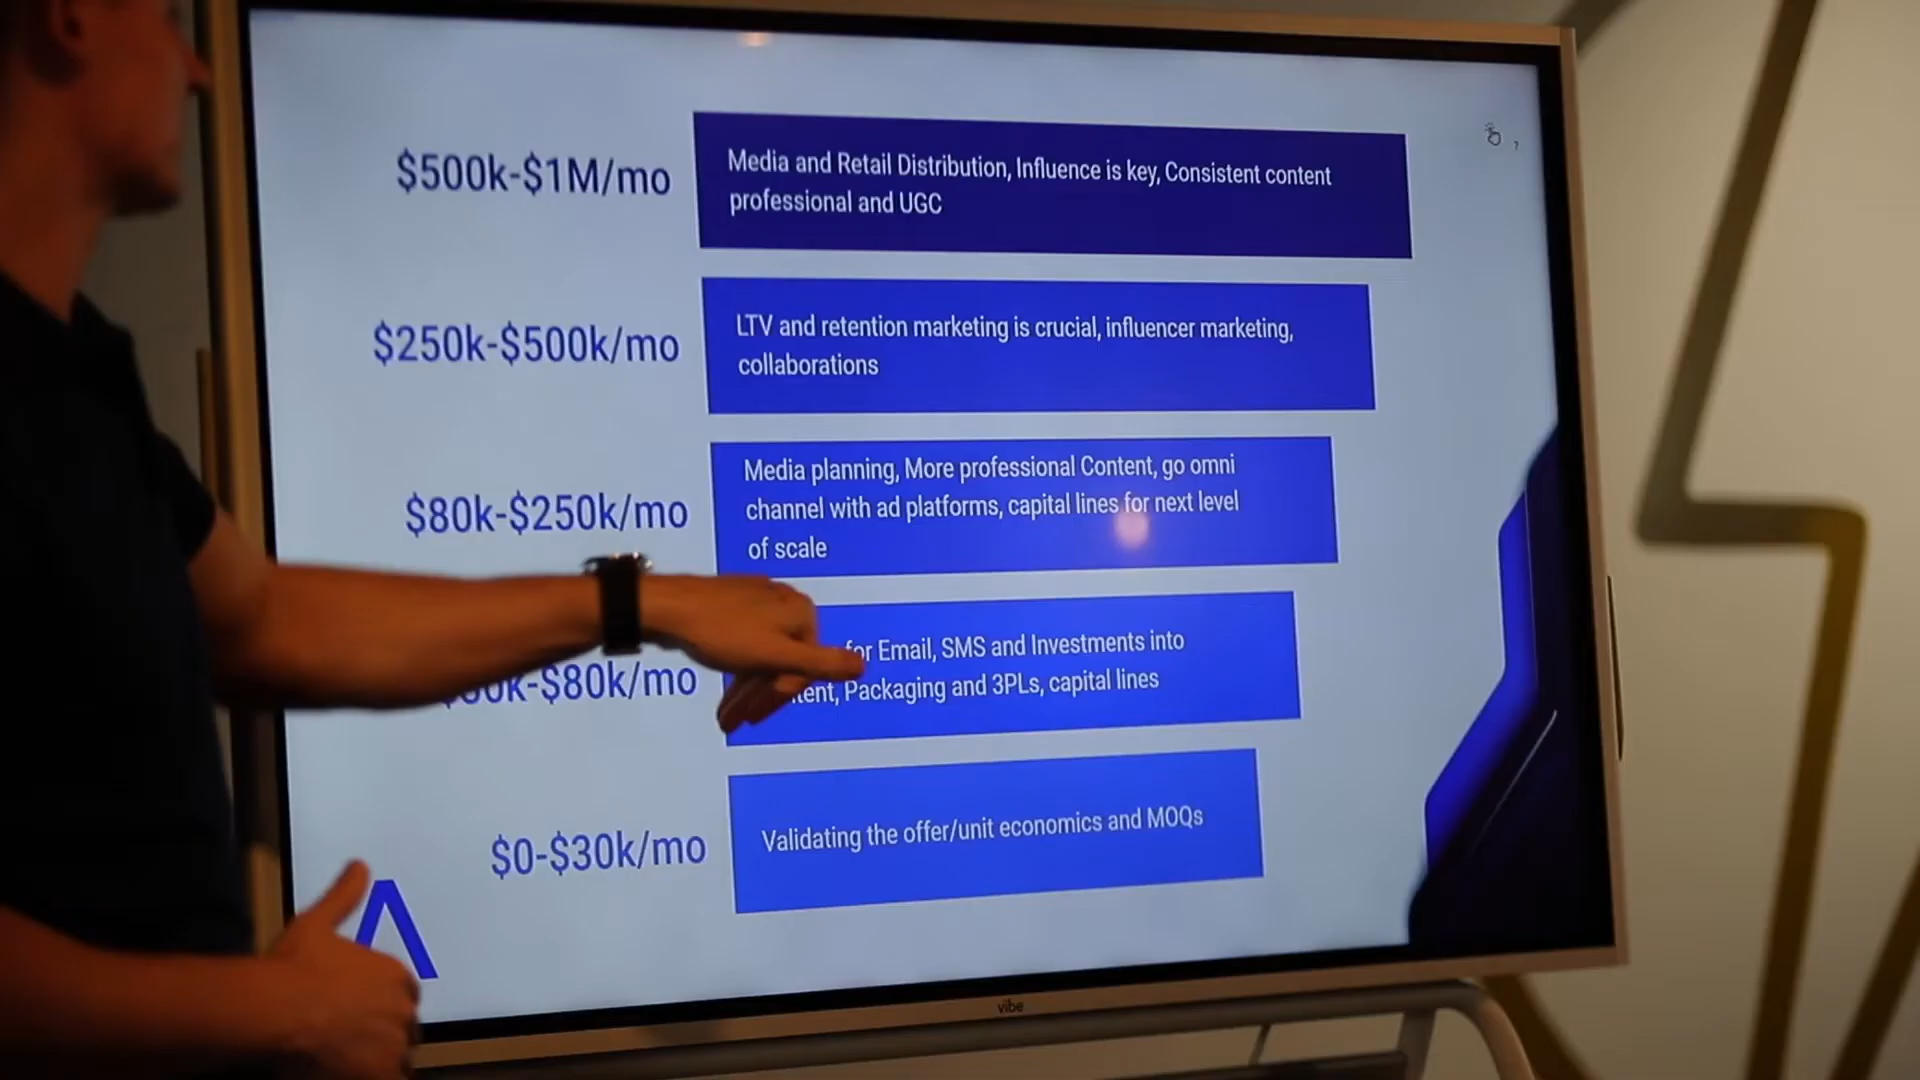 $500k-$1M/mo
Media and Retail Distribution, Influence is key, Consistent content
professional and UGC
$250k-$500k/mo
LTV and retention marketing is crucial, influencer marketing,
collaborations
$80k-$250k/mo
Media planning, More professional Content, go omni
channel with ad platforms, capital lines for next level
of scale
-$80k/mo
for Email, SMS and Investments into
Packaging and 3PLs, capital lines
$0-$30k/mo
Validating the offer/unit economics and MOQs
vibe